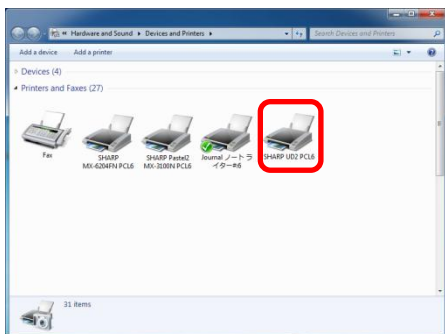 Hardware and Sound ▸ Devices and Printers ▸
Search Devices and Printers
Add a device Add a printer
Devices (4)
Printers and Faxes (27)
Fax
SHARP
MX-6204FN PCL6
SHARP Pastel2
MX-3100N PCL6
Journal ノート ラ
イター#6
SHARP UD2 PCL6
31 items